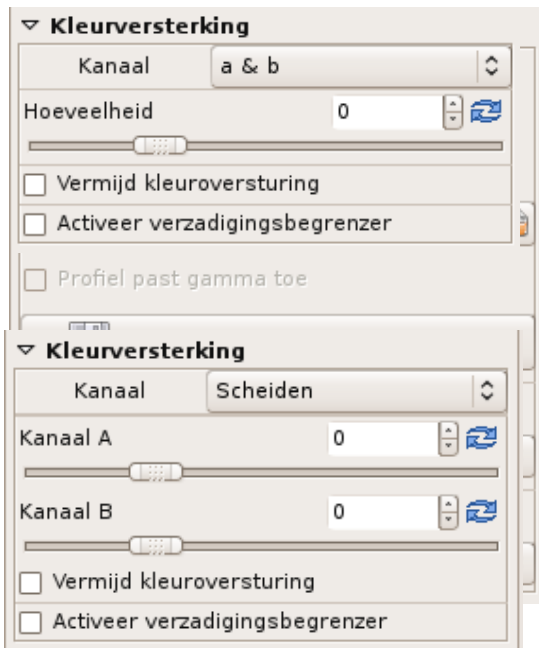 Kleurversterking
Kanaal a & b
Hoeveelheid 0
Vermijd kleuroversturing
Activeer verzadigingsbegrenzer
Profiel past gamma toe
Kleurversterking
Kanaal Scheiden
Kanaal A 0
Kanaal B 0
Vermijd kleuroversturing
Activeer verzadigingsbegrenzer